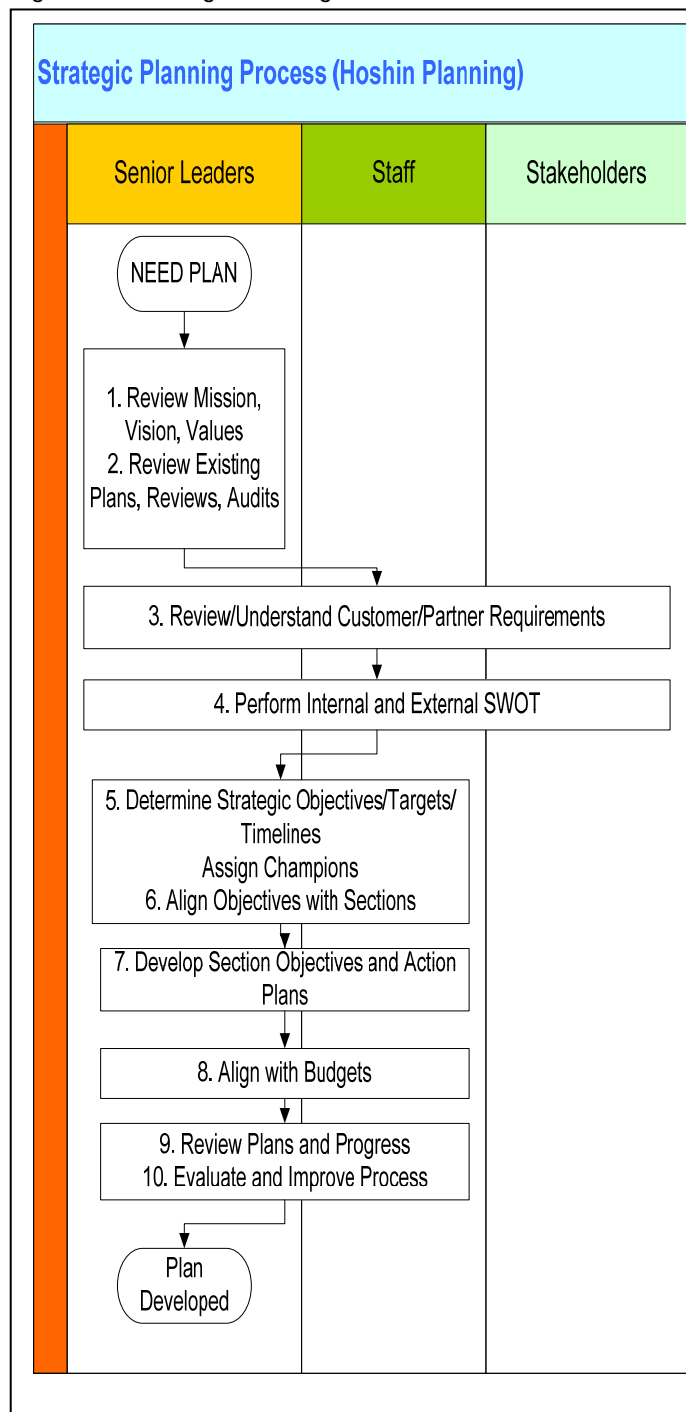 Strategic Planning Process (Hoshin Planning)
Senior Leaders
Staff
Stakeholders
NEED PLAN
1. Review Mission,
Vision, Values
2. Review Existing
Plans, Reviews, Audits
3. Review/Understand Customer/Partner Requirements
4. Perform Internal and External SWOT
5. Determine Strategic Objectives/Targets/
Timelines
Assign Champions
6. Align Objectives with Sections
7. Develop Section Objectives and Action
Plans
8. Align with Budgets
9. Review Plans and Progress
10. Evaluate and Improve Process
Plan
Developed